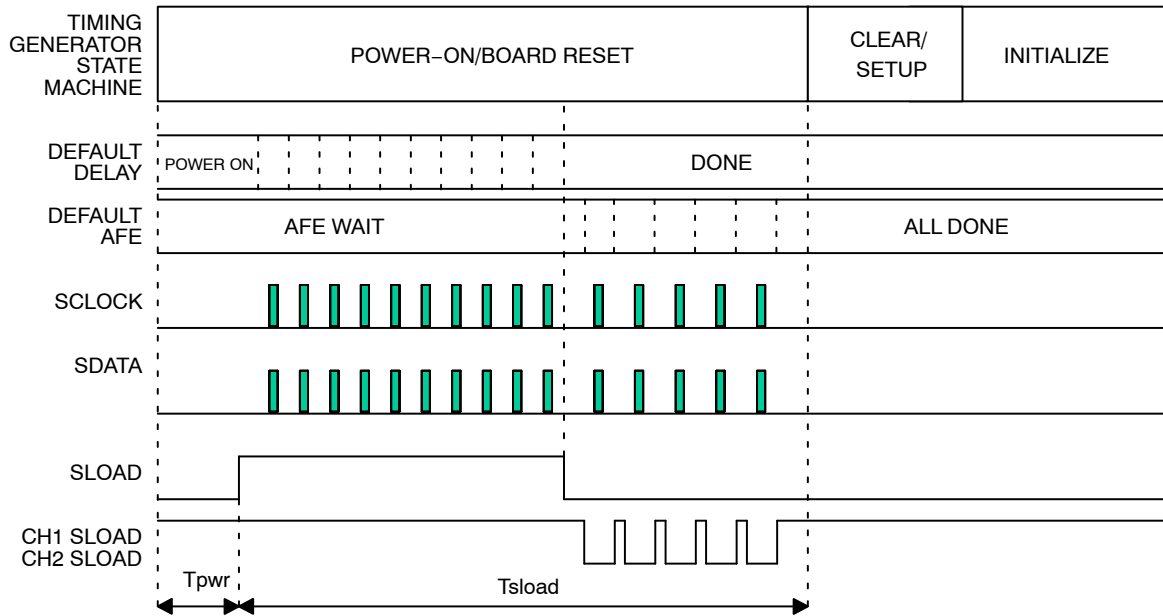 TIMING
GENERATOR
STATE
MACHINE
POWER−ON/BOARD RESET
CLEAR/
SETUP
INITIALIZE
DEFAULT
DELAY
POWER ON
DONE
DEFAULT
AFE
AFE WAIT
ALL DONE
SCLOCK
SDATA
SLOAD
CH1 SLOAD
CH2 SLOAD
Tpwr
Tsload